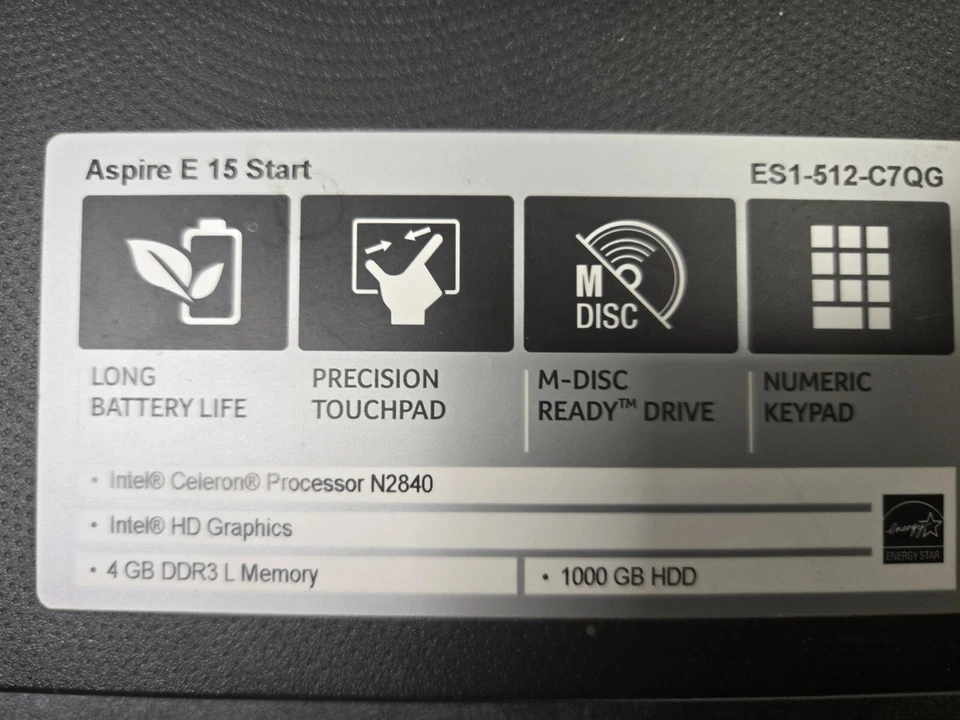 Aspire E 15 Start
ES1-512-C7QG
M
DISC
LONG
BATTERY LIFE
PRECISION
TOUCHPAD
M-DISC
READY™ DRIVE
NUMERIC
KEYPAD
• Intel® Celeron® Processor N2840
• Intel® HD Graphics
energy
ENERGY STAR
• 4 GB DDR3 L Memory
• 1000 GB HDD